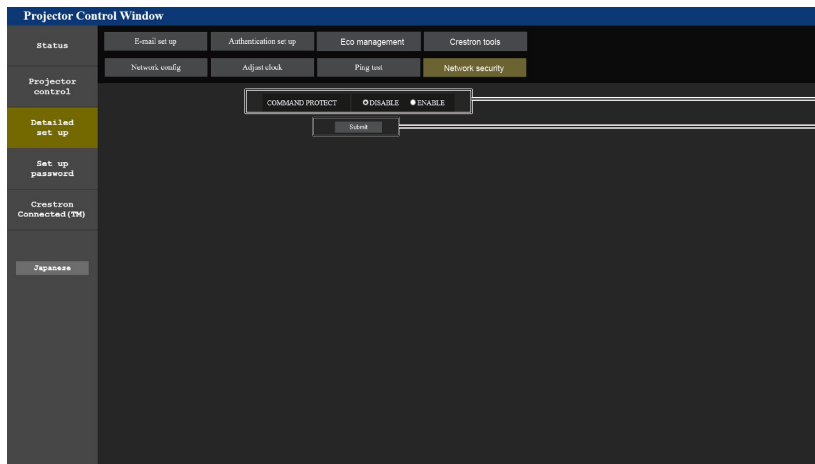 Projector Control Window
Status
E-mail set up
Authentication set up
Eco management
Crestron tools
Network config
Adjust clock
Ping test
Network security
Projector
control
COMMAND PROTECT DISABLE ENABLE
Submit
Detailed
set up
Set up
password
Crestron
Connected(TM)
Japanese